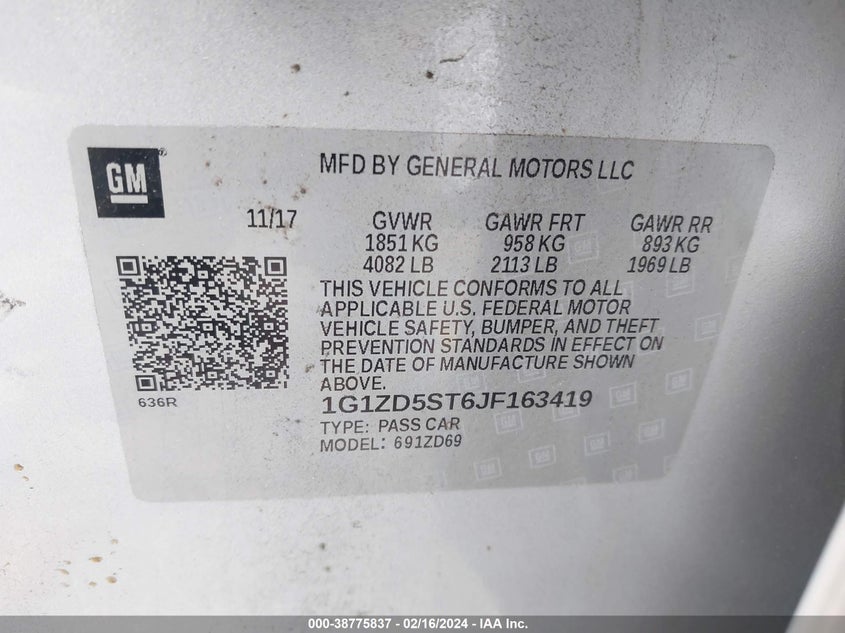 GM
MFD BY GENERAL MOTORS LLC
11/17 GVWR GAWR FRT GAWR RR
1851 KG 958 KG 893 KG
4082 LB 2113 LB 1969 LB
THIS VEHICLE CONFORMS TO ALL
APPLICABLE U.S. FEDERAL MOTOR
VEHICLE SAFETY, BUMPER, AND THEFT
PREVENTION STANDARDS IN EFFECT ON
THE DATE OF MANUFACTURE SHOWN
ABOVE.
636R
1G1ZD5ST6JF163419
TYPE: PASS CAR
MODEL: 691ZD69
000-38775837 - 02/16/2024 - IAA Inc.